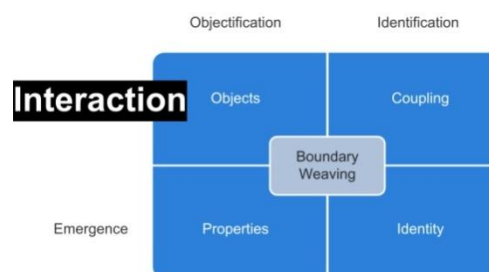 Objectification Identification
Interaction Objects Coupling
Boundary
Weaving
Emergence Properties Identity